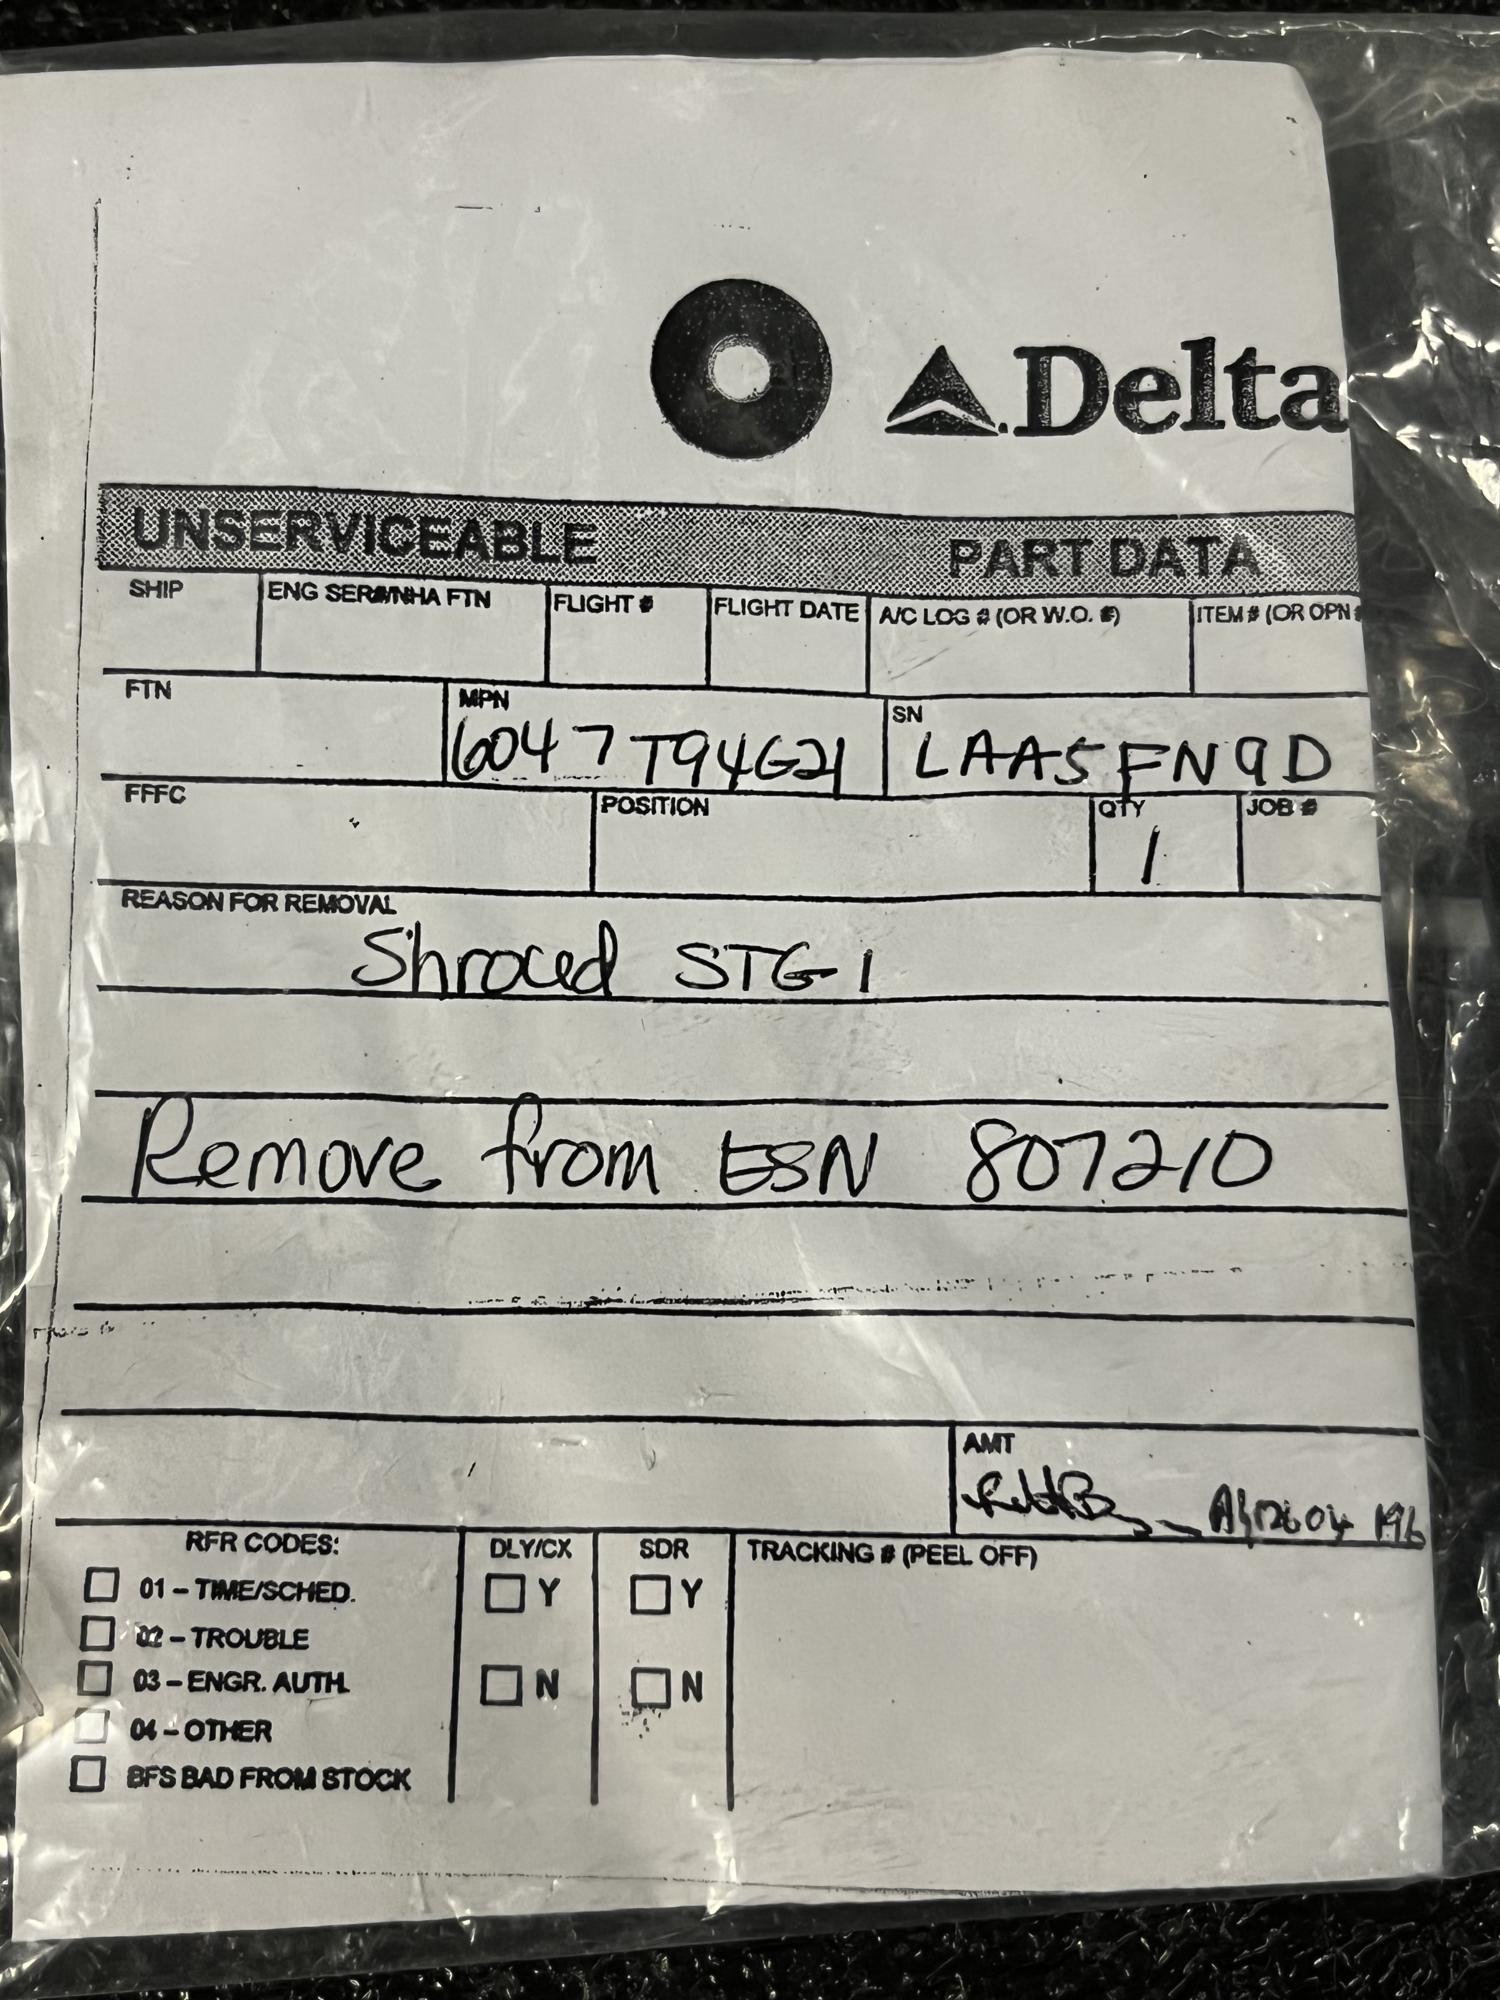 Delta
UNSERVICEABLE PART DATA
SHIP ENG SER#/NHA FTN FLIGHT # FLIGHT DATE A/C LOG # (OR W.O. #) ITEM # (OR OPN #
FTN MPN SN
6047T94G21 LAA5FN9D
FFFC POSITION QTY JOB #
1
REASON FOR REMOVAL
Shroud STG 1
Remove from ESN 807210
AMT
RFR CODES: DLY/CX SDR TRACKING # (PEEL OFF)
01 – TIME/SCHED. Y Y
02 – TROUBLE
03 – ENGR. AUTH. N N
04 – OTHER
BFS BAD FROM STOCK